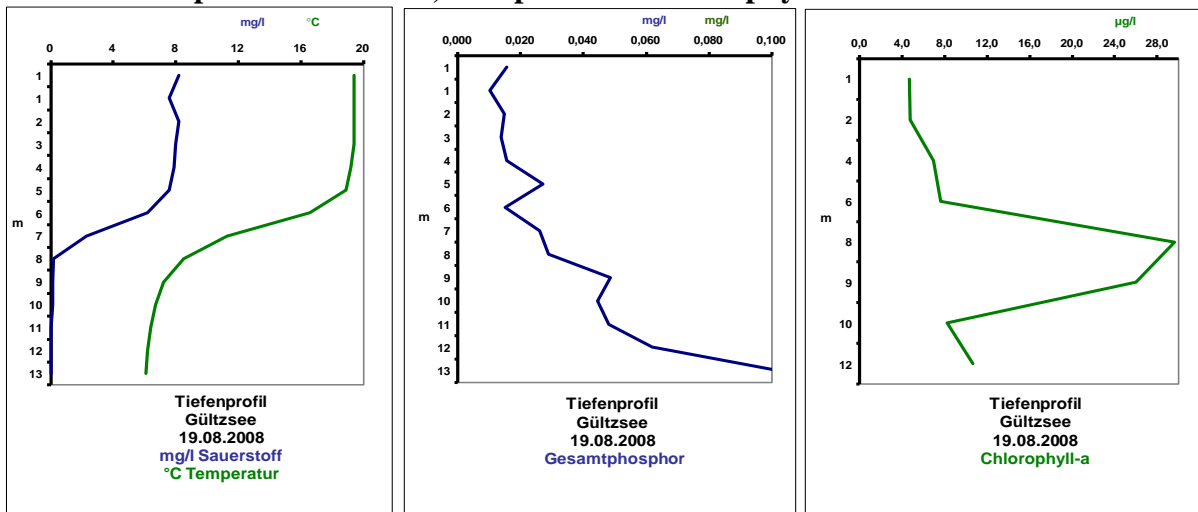 mg/l °C
0 4 8 12 16 20
1
1
2
3
4
5
6
m
7
8
9
10
11
12
13
Tiefenprofil
Gültzsee
19.08.2008
mg/l Sauerstoff
°C Temperatur
mg/l mg/l
0,000 0,020 0,040 0,060 0,080 0,100
1
1
2
3
4
5
6
m
7
8
9
10
11
12
13
Tiefenprofil
Gültzsee
19.08.2008
Gesamtphosphor
µg/l
0,0 4,0 8,0 12,0 16,0 20,0 24,0 28,0
1
2
4
6
m
8
9
10
12
Tiefenprofil
Gültzsee
19.08.2008
Chlorophyll-a